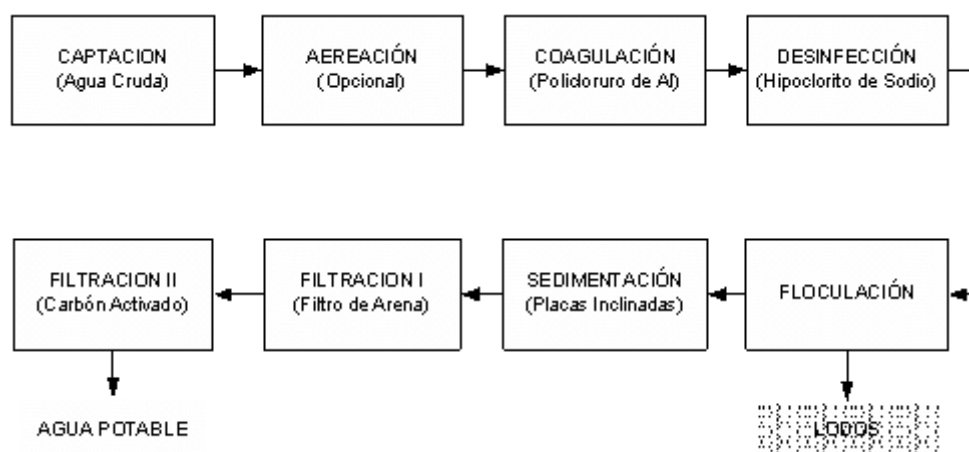 CAPTACION
(Agua Cruda)
AEREACIÓN
(Opcional)
COAGULACIÓN
(Policloruro de Al)
DESINFECCIÓN
(Hipoclorito de Sodio)
FILTRACION II
(Carbón Activado)
FILTRACION I
(Filtro de Arena)
SEDIMENTACIÓN
(Placas Inclinadas)
FLOCULACIÓN
AGUA POTABLE
LODOS